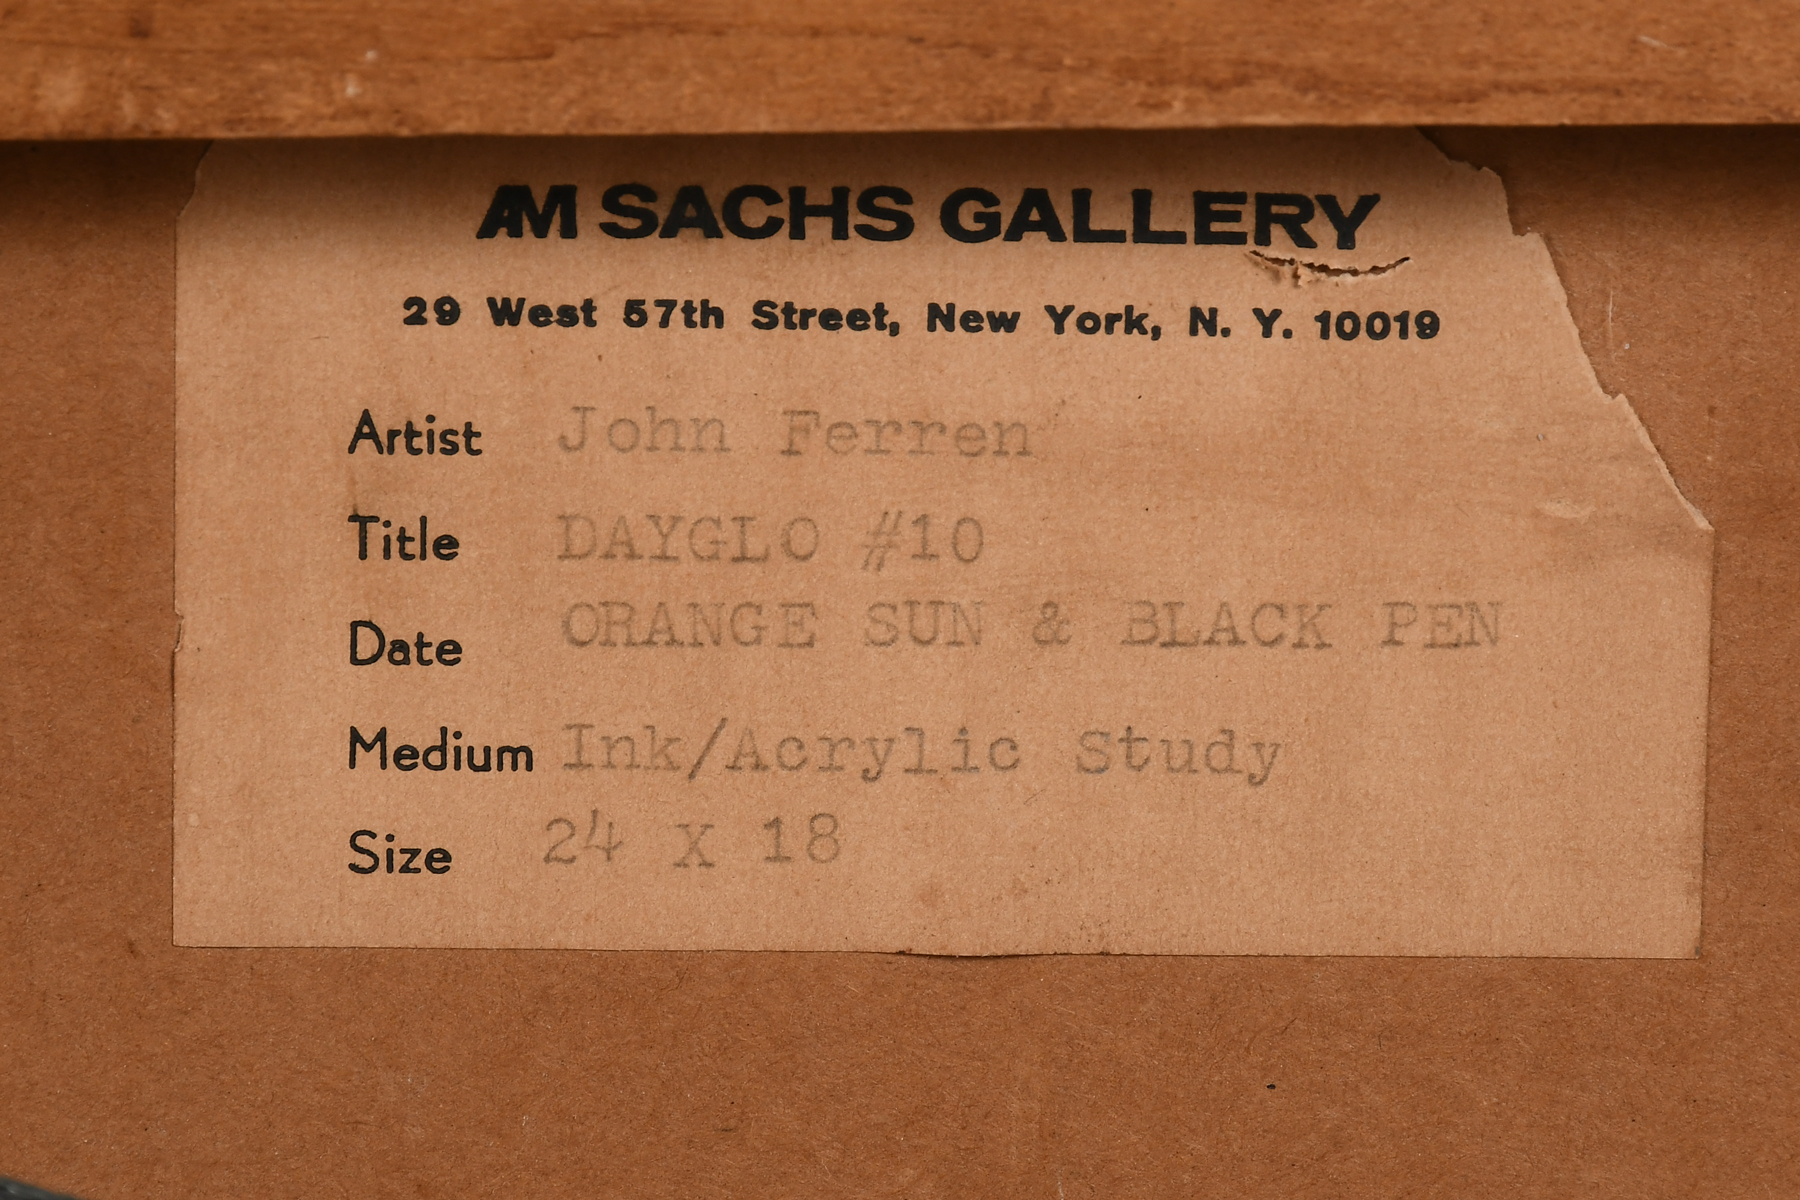 AM SACHS GALLERY
29 West 57th Street, New York, N. Y. 10019
Artist John Ferren
Title DAYGLO #10
Date ORANGE SUN & BLACK PEN
Medium Ink/Acrylic Study
Size 24 X 18